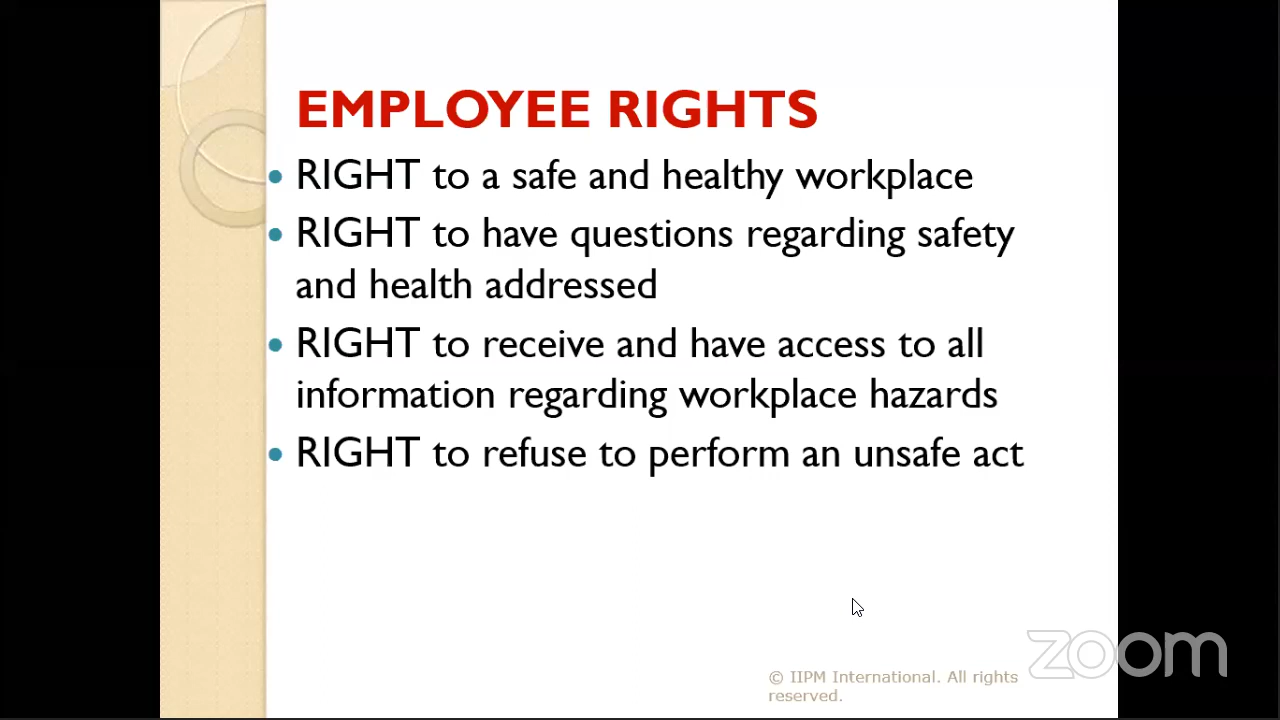 EMPLOYEE RIGHTS
RIGHT to a safe and healthy workplace
RIGHT to have questions regarding safety
and health addressed
RIGHT to receive and have access to all
information regarding workplace hazards
RIGHT to refuse to perform an unsafe act
© IIPM International. All rights
reserved.
zoom